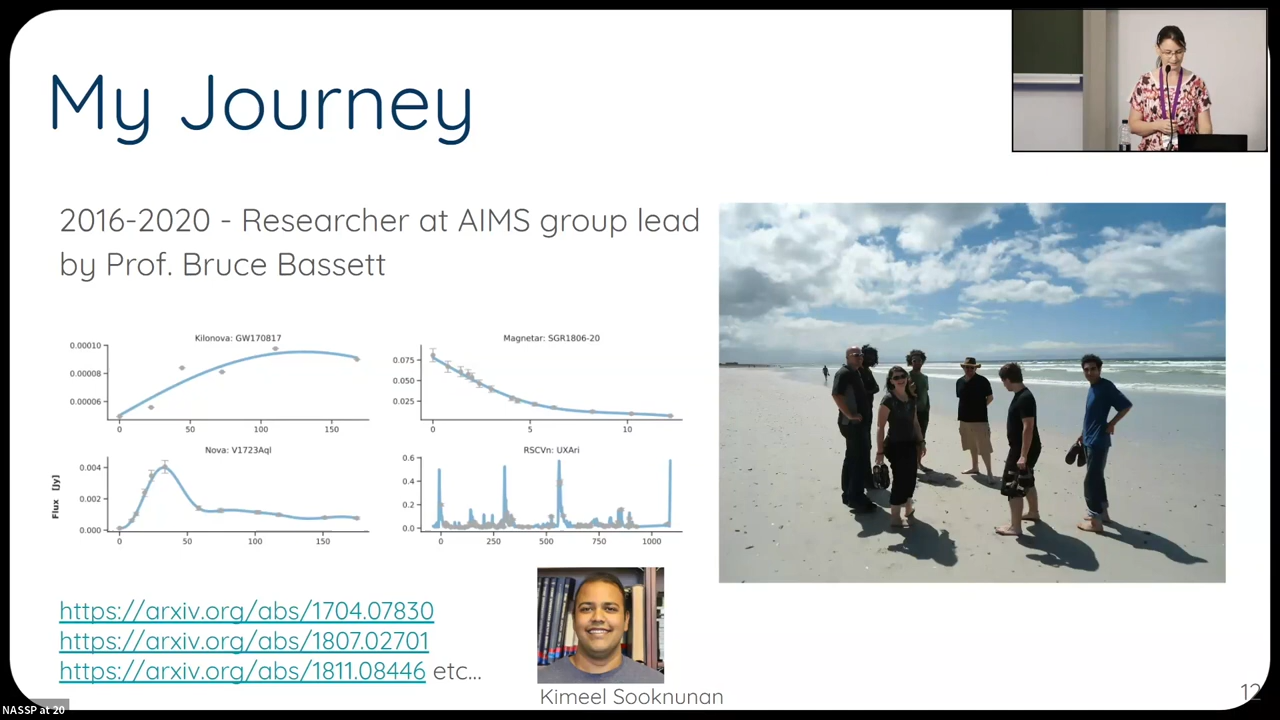 My Journey
2016-2020 - Researcher at AIMS group lead
by Prof. Bruce Bassett
Kilonova: GW170817
0.00010
0.00008
0.00006
0 50 100 150
Magnetar: SGR1806-20
0.075
0.050
0.025
0 5 10
Nova: V1723Aql
Flux [Jy]
0.004
0.002
0.000
0 50 100 150
RSCVn: UXAri
0.6
0.4
0.2
0.0
0 250 500 750 1000
https://arxiv.org/abs/1704.07830
https://arxiv.org/abs/1807.02701
https://arxiv.org/abs/1811.08446 etc...
Kimeel Sooknunan
12
NASSP at 20